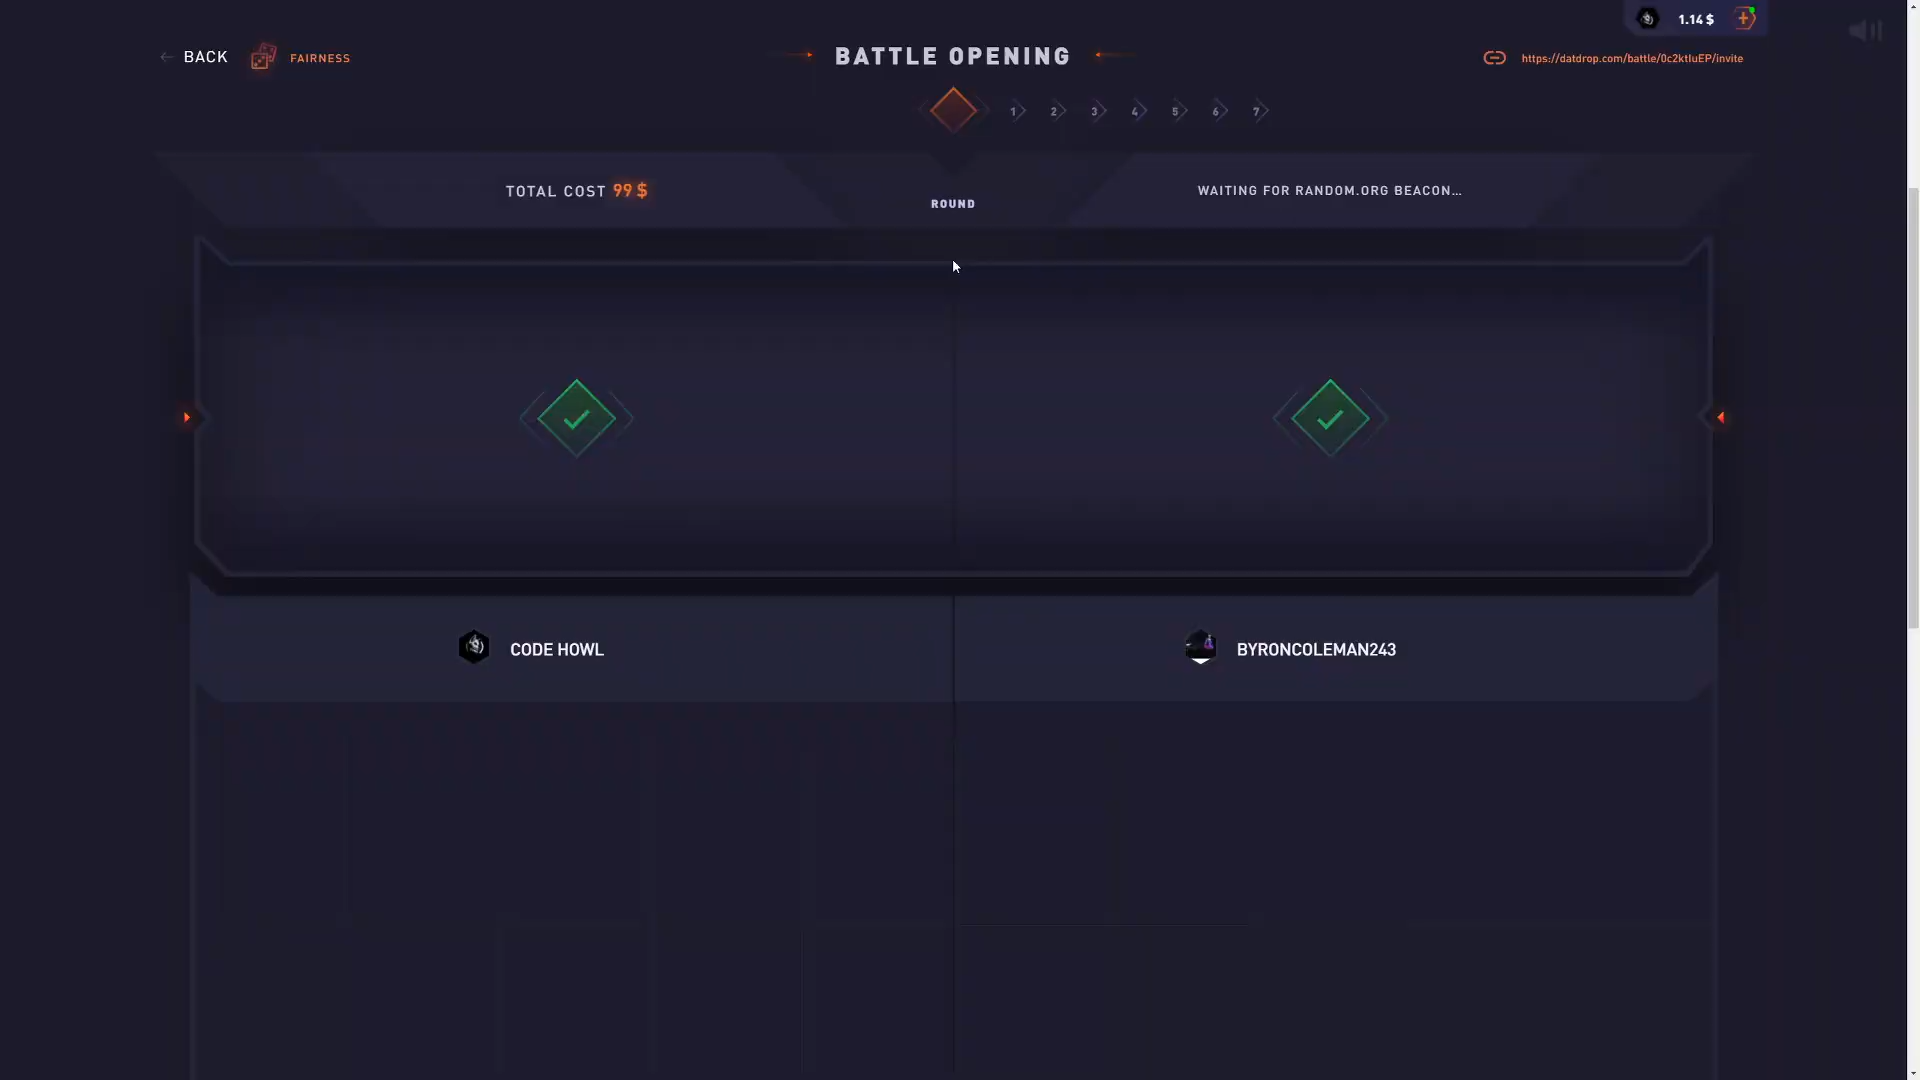 1.14 $
BACK
FAIRNESS
BATTLE OPENING
https://datdrop.com/battle/0c2ktIuEP/invite
1 2 3 4 5 6 7
TOTAL COST 99 $
ROUND
WAITING FOR RANDOM.ORG BEACON...
CODE HOWL
BYRONCOLEMAN243